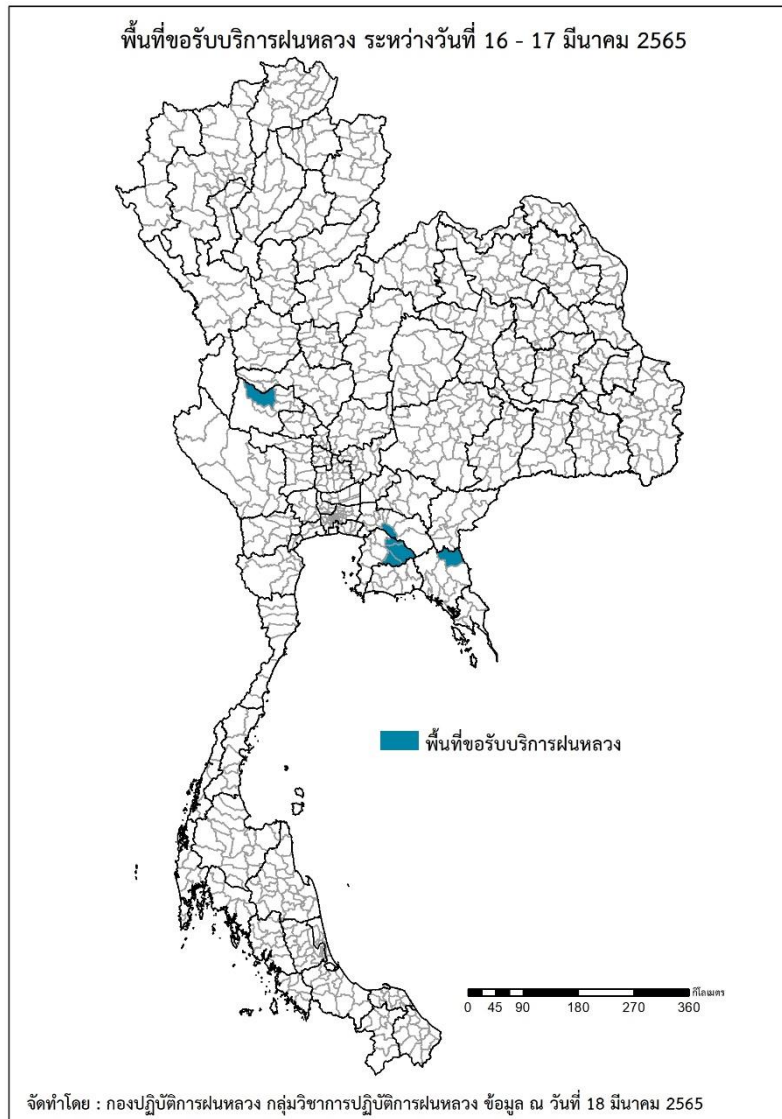 พื้นที่ขอรับบริการฝนหลวง ระหว่างวันที่ 16 - 17 มีนาคม 2565
พื้นที่ขอรับบริการฝนหลวง
กิโลเมตร
0 45 90 180 270 360
จัดทำโดย : กองปฏิบัติการฝนหลวง กลุ่มวิชาการปฏิบัติการฝนหลวง ข้อมูล ณ วันที่ 18 มีนาคม 2565